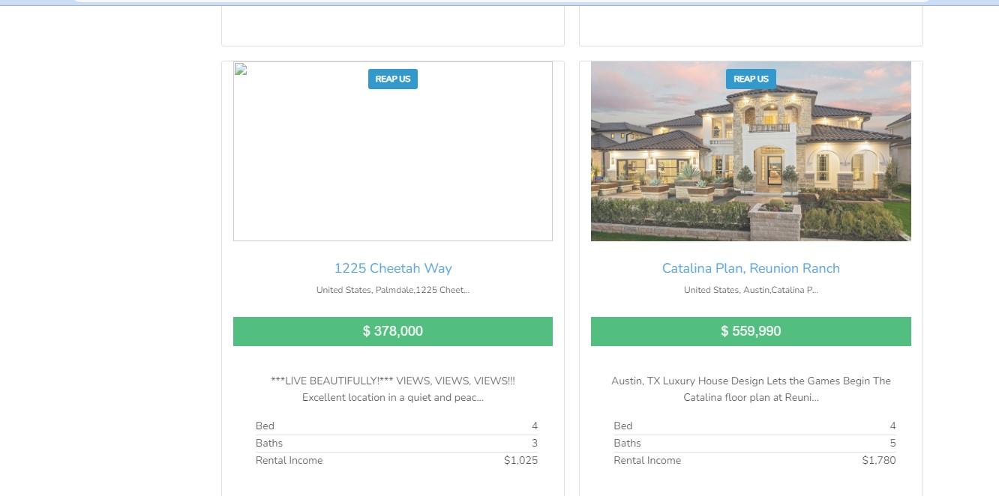 REAP US
1225 Cheetah Way
United States, Palmdale,1225 Cheet...
$ 378,000
***LIVE BEAUTIFULLY!*** VIEWS, VIEWS, VIEWS!!!
Excellent location in a quiet and peac...
Bed 4
Baths 3
Rental Income $1,025
REAP US
Catalina Plan, Reunion Ranch
United States, Austin,Catalina P...
$ 559,990
Austin, TX Luxury House Design Lets the Games Begin The
Catalina floor plan at Reuni...
Bed 4
Baths 5
Rental Income $1,780